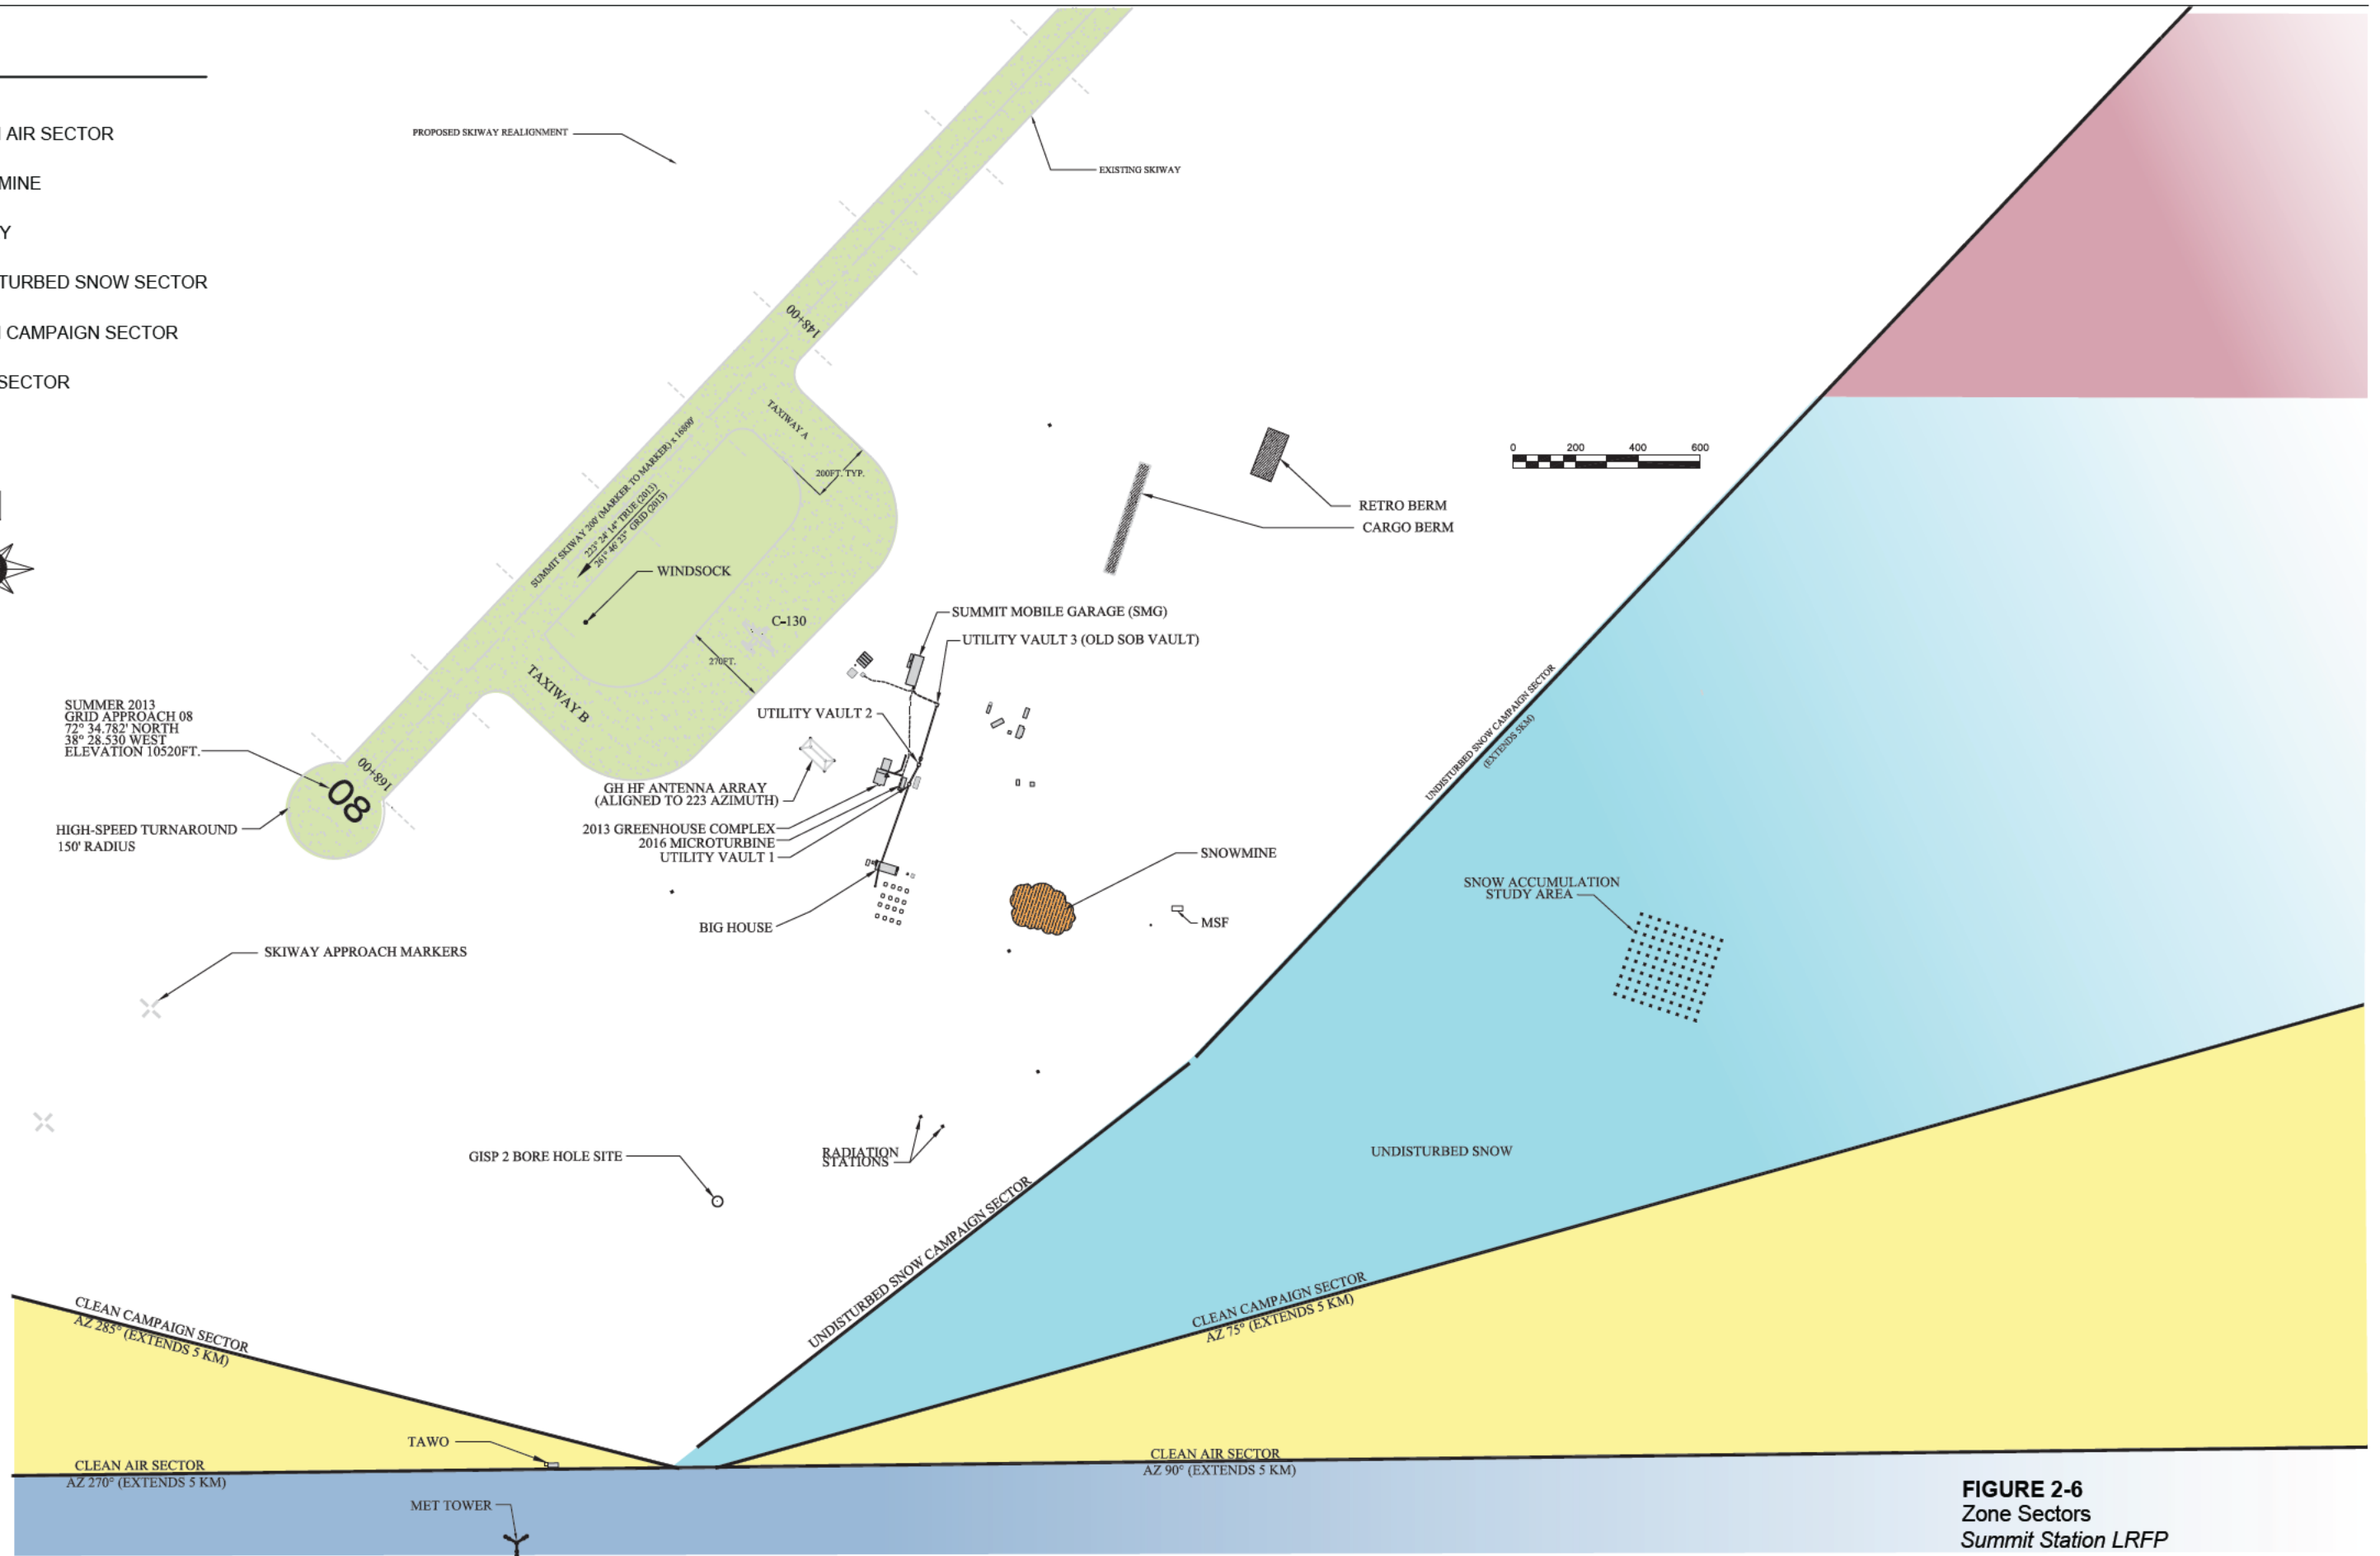 AIR SECTOR
MINE
Y
TURBED SNOW SECTOR
CAMPAIGN SECTOR
SECTOR
PROPOSED SKIWAY REALIGNMENT
EXISTING SKIWAY
148+00
TAXIWAY A
200FT. TYP.
SUMMIT SKIWAY 200' (MARKER TO MARKER) x 16800'
223° 24' 14" TRUE (2013)
261° 46' 23" GRID (2013)
WINDSOCK
C-130
270FT.
TAXIWAY B
0 200 400 600
RETRO BERM
CARGO BERM
SUMMIT MOBILE GARAGE (SMG)
UTILITY VAULT 3 (OLD SOB VAULT)
UTILITY VAULT 2
SUMMER 2013
GRID APPROACH 08
72° 34.782' NORTH
38° 28.530 WEST
ELEVATION 10520FT.
168+00
08
HIGH-SPEED TURNAROUND
150' RADIUS
GH HF ANTENNA ARRAY
(ALIGNED TO 223 AZIMUTH)
2013 GREENHOUSE COMPLEX
2016 MICROTURBINE
UTILITY VAULT 1
BIG HOUSE
SNOWMINE
MSF
UNDISTURBED SNOW CAMPAIGN SECTOR
(EXTENDS 5KM)
SNOW ACCUMULATION
STUDY AREA
SKIWAY APPROACH MARKERS
GISP 2 BORE HOLE SITE
RADIATION
STATIONS
UNDISTURBED SNOW
UNDISTURBED SNOW CAMPAIGN SECTOR
CLEAN CAMPAIGN SECTOR
AZ 75° (EXTENDS 5 KM)
CLEAN CAMPAIGN SECTOR
AZ 285° (EXTENDS 5 KM)
TAWO
CLEAN AIR SECTOR
AZ 270° (EXTENDS 5 KM)
CLEAN AIR SECTOR
AZ 90° (EXTENDS 5 KM)
MET TOWER
FIGURE 2-6
Zone Sectors
Summit Station LRFP